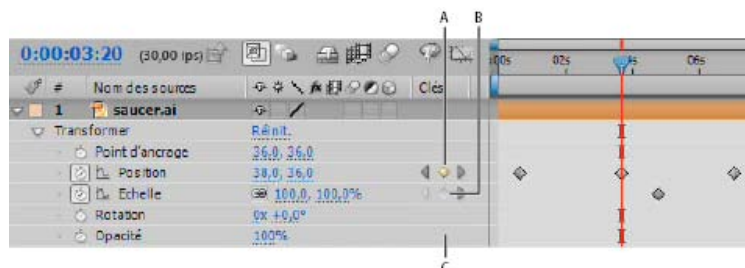 A B
0:00:03:20 (30,00 ips)
00s 02s 06s
# Nom des sources Clés
1 saucer.ai
Transformer Réinit.
Point d'ancrage 36,0, 36,0
Position 38,0, 36,0
Echelle 100,0, 100,0%
Rotation 0x +0,0°
Opacité 100%
C